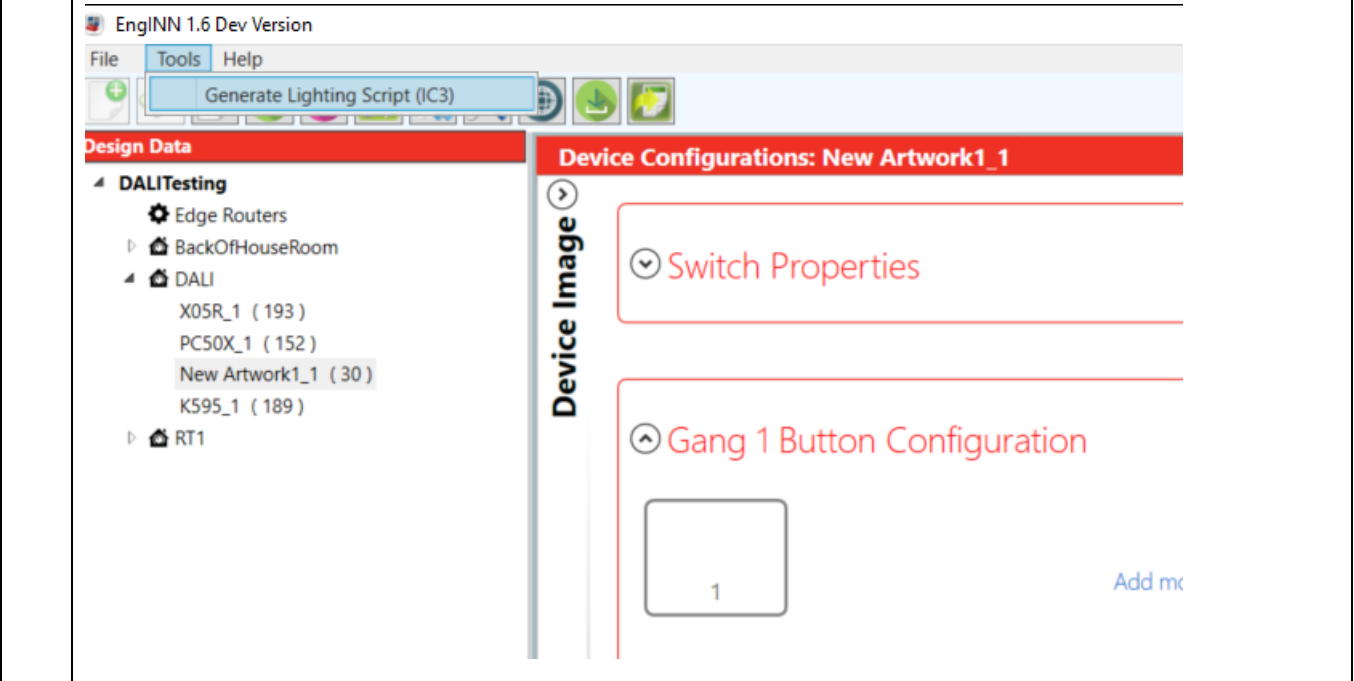 EngINN 1.6 Dev Version
File Tools Help
Generate Lighting Script (IC3)
Design Data
DALITesting
Edge Routers
BackOfHouseRoom
DALI
X05R_1 ( 193 )
PC50X_1 ( 152 )
New Artwork1_1 ( 30 )
K595_1 ( 189 )
RT1
Device Configurations: New Artwork1_1
Device Image
Switch Properties
Gang 1 Button Configuration
1
Add